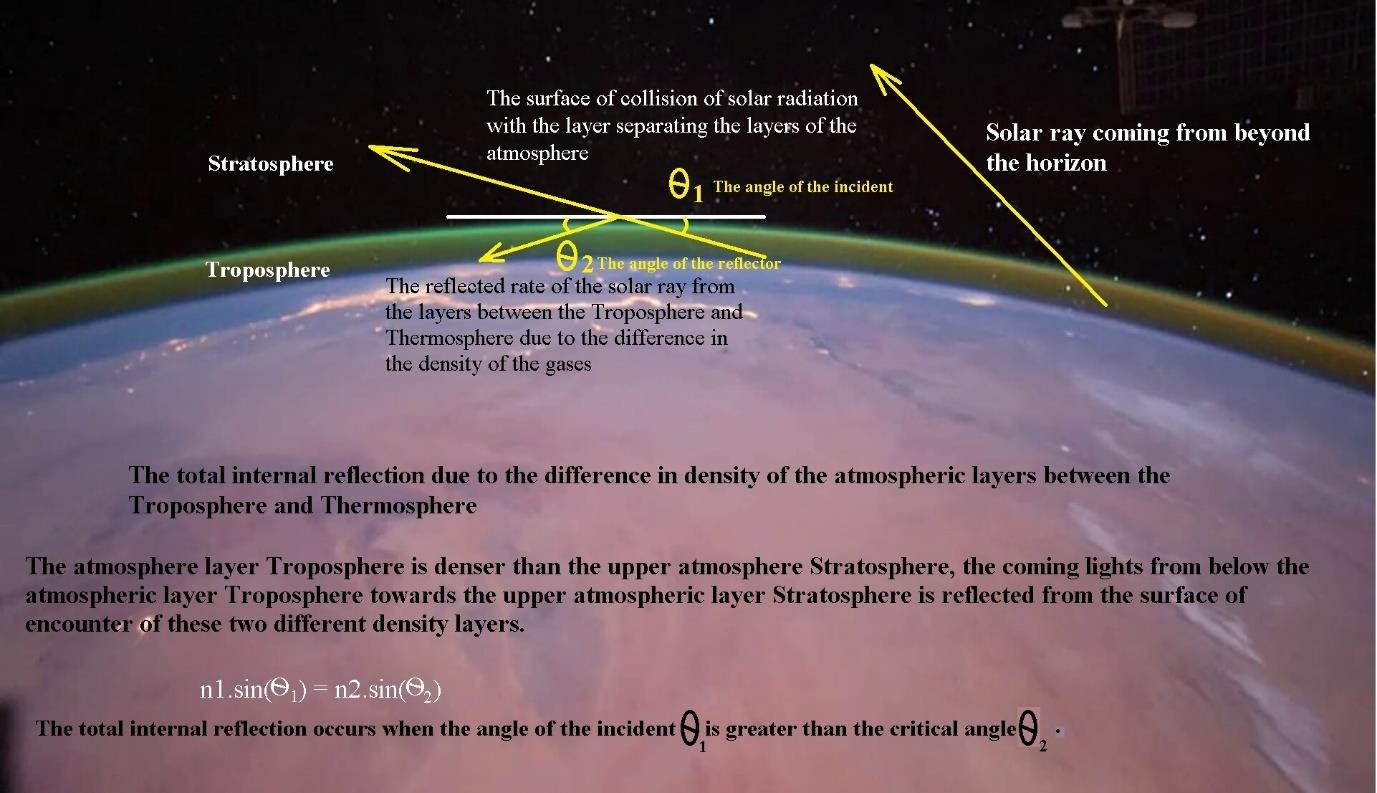 The surface of collision of solar radiation
with the layer separating the layers of the
atmosphere
Solar ray coming from beyond
the horizon
Stratosphere
θ1 The angle of the incident
Troposphere
θ2 The angle of the reflector
The reflected rate of the solar ray from
the layers between the Troposphere and
Thermosphere due to the difference in
the density of the gases
The total internal reflection due to the difference in density of the atmospheric layers between the
Troposphere and Thermosphere
The atmosphere layer Troposphere is denser than the upper atmosphere Stratosphere, the coming lights from below the
atmospheric layer Troposphere towards the upper atmospheric layer Stratosphere is reflected from the surface of
encounter of these two different density layers.
n1.sin(Θ1) = n2.sin(Θ2)
The total internal reflection occurs when the angle of the incident θ1 is greater than the critical angle θ2 .